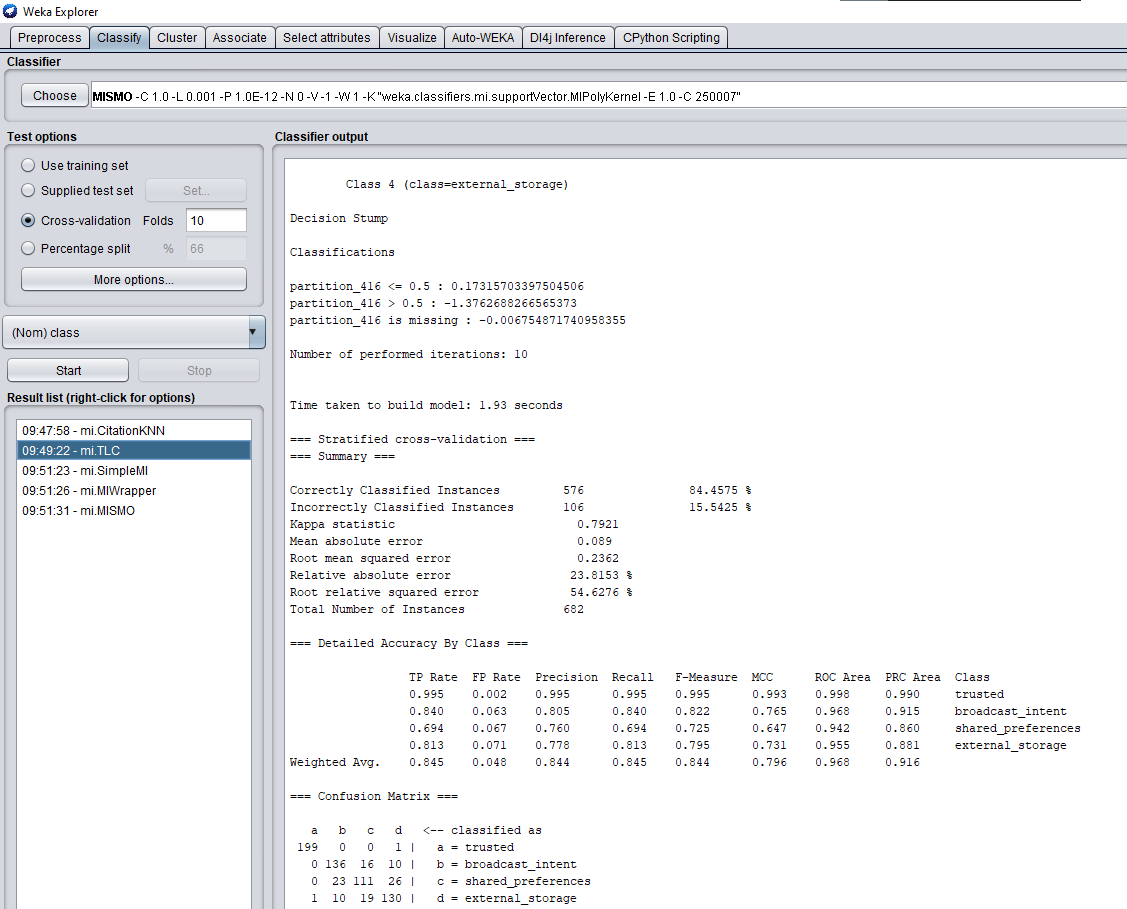 Weka Explorer
Preprocess Classify Cluster Associate Select attributes Visualize Auto-WEKA Dl4j Inference CPython Scripting
Classifier
Choose MISMO -C 1.0 -L 0.001 -P 1.0E-12 -N 0 -V -1 -W 1 -K "weka.classifiers.mi.supportVector.MIPolyKernel -E 1.0 -C 250007"
Test options
Use training set
Supplied test set Set...
Cross-validation Folds 10
Percentage split % 66
More options...
(Nom) class
Start Stop
Result list (right-click for options)
09:47:58 - mi.CitationKNN
09:49:22 - mi.TLC
09:51:23 - mi.SimpleMI
09:51:26 - mi.MIWrapper
09:51:31 - mi.MISMO
Classifier output
Class 4 (class=external_storage)
Decision Stump
Classifications
partition_416 <= 0.5 : 0.17315703397504506
partition_416 > 0.5 : -1.3762688266565373
partition_416 is missing : -0.006754871740958355
Number of performed iterations: 10
Time taken to build model: 1.93 seconds
=== Stratified cross-validation ===
=== Summary ===
Correctly Classified Instances 576 84.4575 %
Incorrectly Classified Instances 106 15.5425 %
Kappa statistic 0.7921
Mean absolute error 0.089
Root mean squared error 0.2362
Relative absolute error 23.8153 %
Root relative squared error 54.6276 %
Total Number of Instances 682
=== Detailed Accuracy By Class ===
TP Rate FP Rate Precision Recall F-Measure MCC ROC Area PRC Area Class
0.995 0.002 0.995 0.995 0.995 0.993 0.998 0.990 trusted
0.840 0.063 0.805 0.840 0.822 0.765 0.968 0.915 broadcast_intent
0.694 0.067 0.760 0.694 0.725 0.647 0.942 0.860 shared_preferences
0.813 0.071 0.778 0.813 0.795 0.731 0.955 0.881 external_storage
Weighted Avg. 0.845 0.048 0.844 0.845 0.844 0.796 0.968 0.916
=== Confusion Matrix ===
a b c d <-- classified as
199 0 0 1 | a = trusted
0 136 16 10 | b = broadcast_intent
0 23 111 26 | c = shared_preferences
1 10 19 130 | d = external_storage